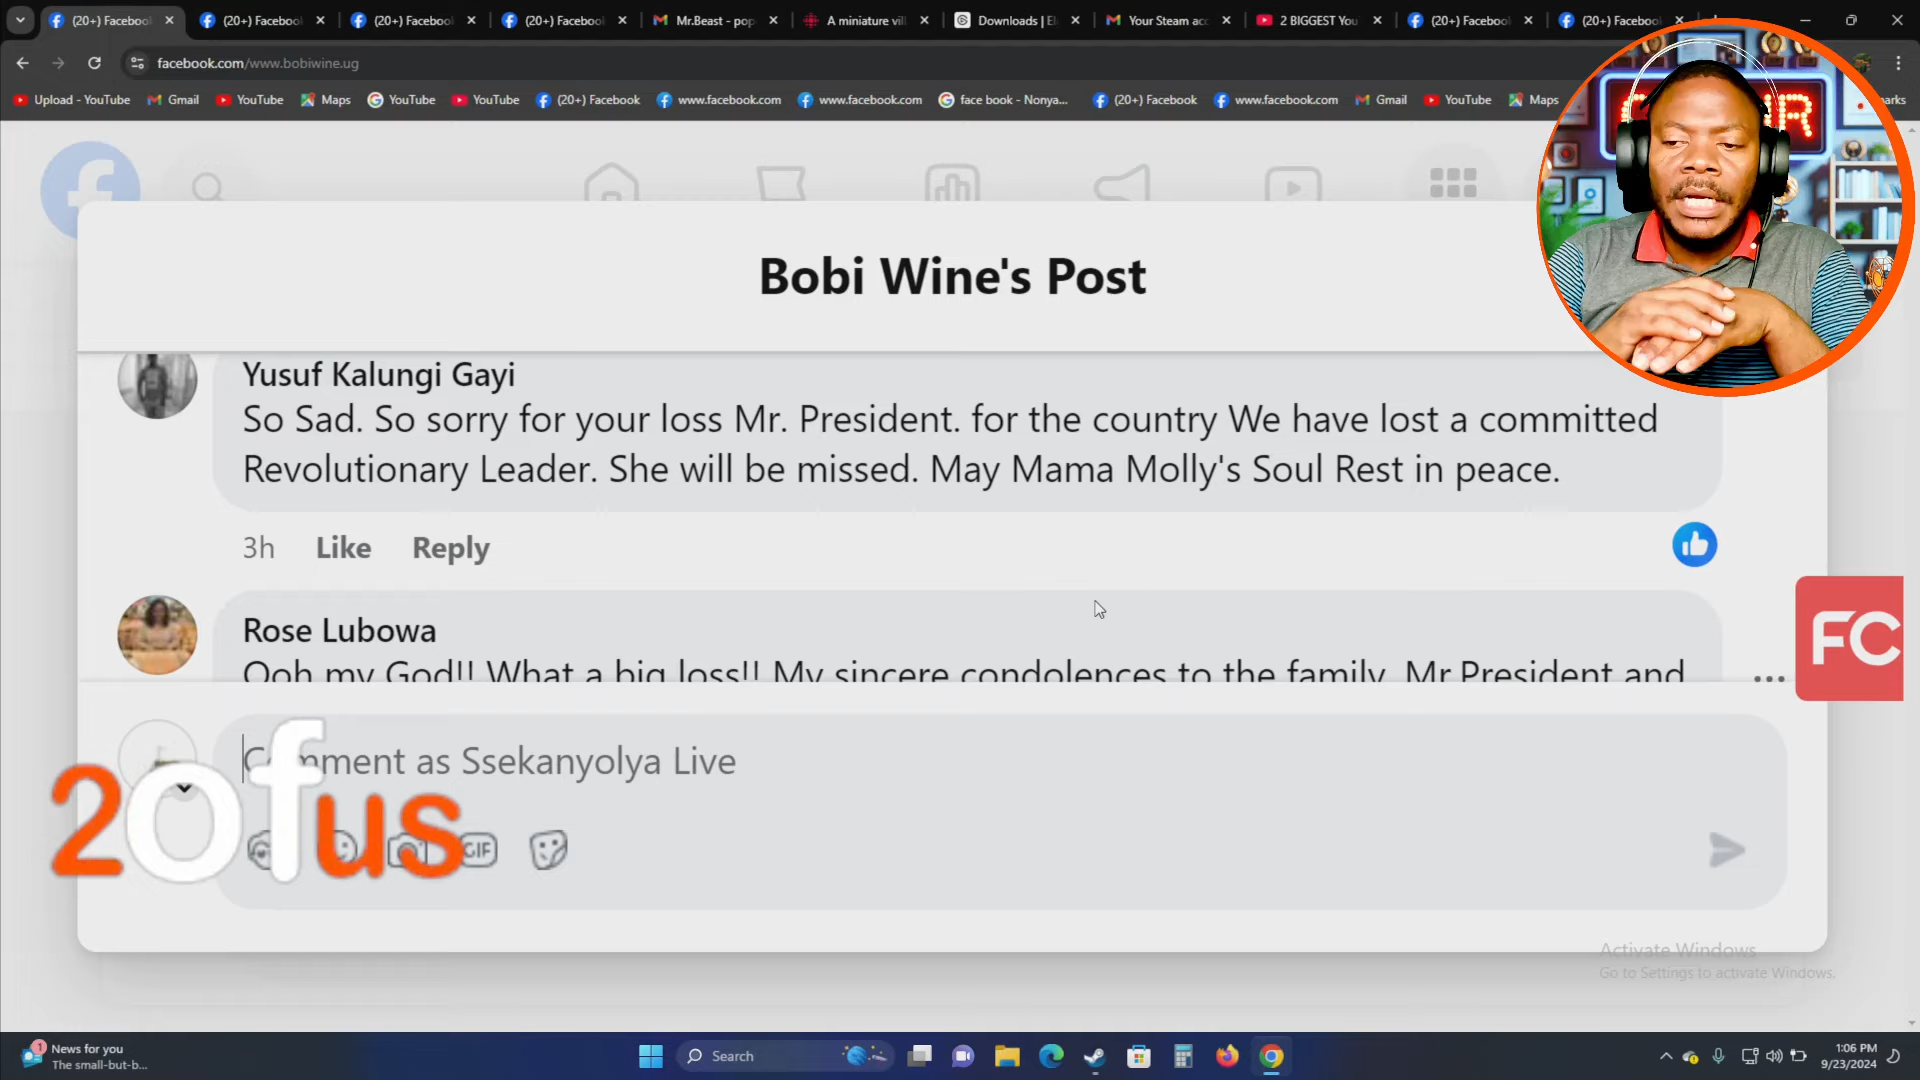 (20+) Facebook
(20+) Facebook
(20+) Facebook
(20+) Facebook
Mr.Beast - pop
A miniature vill
Downloads | El
Your Steam acc
2 BIGGEST You
(20+) Facebook
(20+) Facebook
facebook.com/www.bobiwine.ug
Upload - YouTube
Gmail
YouTube
Maps
YouTube
YouTube
(20+) Facebook
www.facebook.com
www.facebook.com
face book - Nonya...
(20+) Facebook
www.facebook.com
Gmail
YouTube
Maps
arks
Bobi Wine's Post
Yusuf Kalungi Gayi
So Sad. So sorry for your loss Mr. President. for the country We have lost a committed
Revolutionary Leader. She will be missed. May Mama Molly's Soul Rest in peace.
3h Like Reply
Rose Lubowa
Ooh my God!! What a big loss!! My sincere condolences to the family, Mr.President and
FC
Comment as Ssekanyolya Live
2Ofus
GIF
Activate Windows
Go to Settings to activate Windows.
1
News for you
The small-but-b...
Search
1:06 PM
9/23/2024